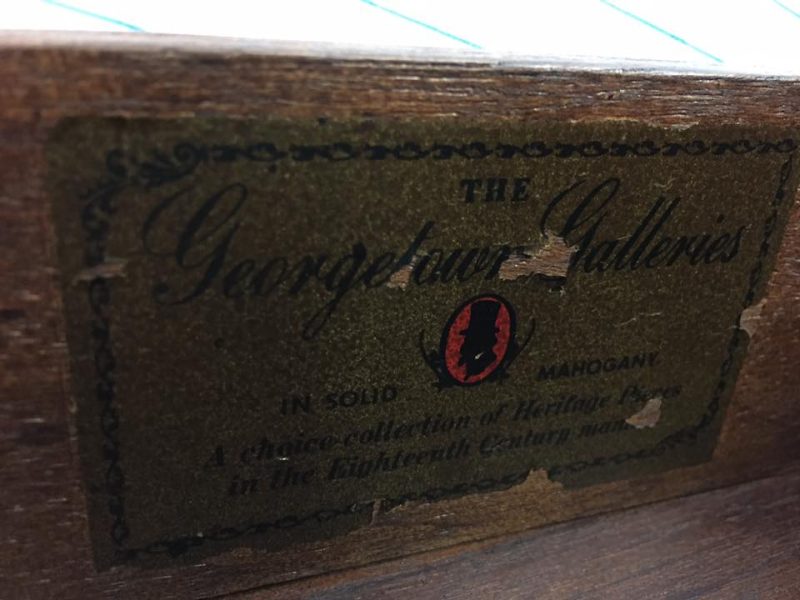 THE
Georgetown Galleries
IN SOLID MAHOGANY
A choice collection of Heritage Pieces
in the Eighteenth Century